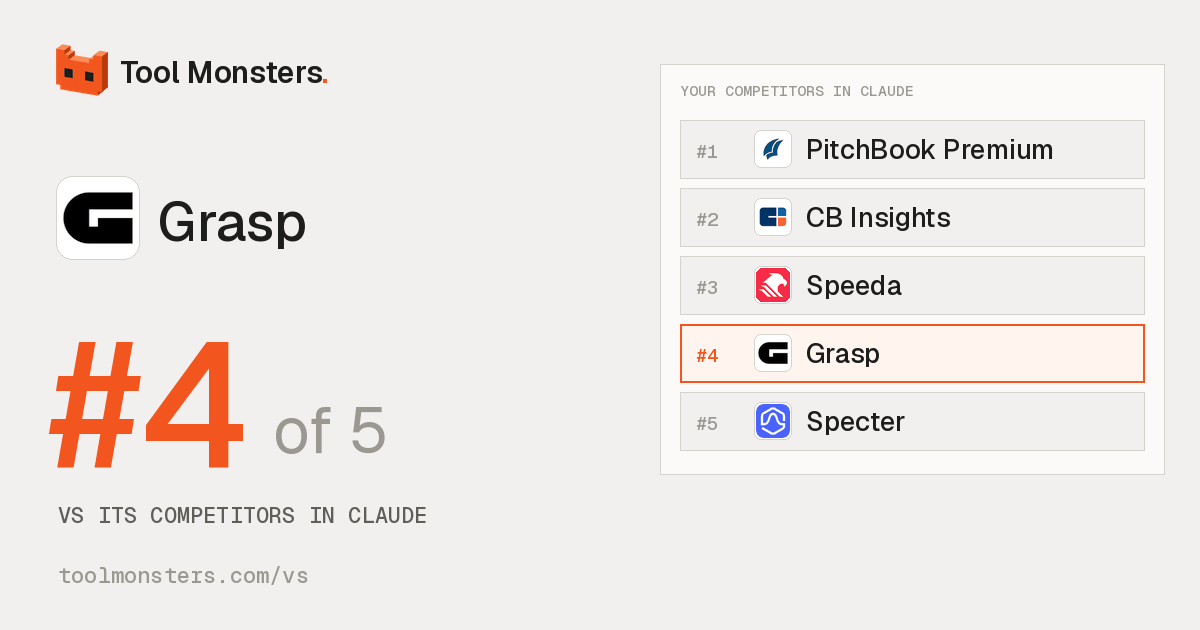 Tool Monsters.
Grasp
#4 of 5
VS ITS COMPETITORS IN CLAUDE
toolmonsters.com/vs
YOUR COMPETITORS IN CLAUDE
#1 PitchBook Premium
#2 CB Insights
#3 Speeda
#4 Grasp
#5 Specter